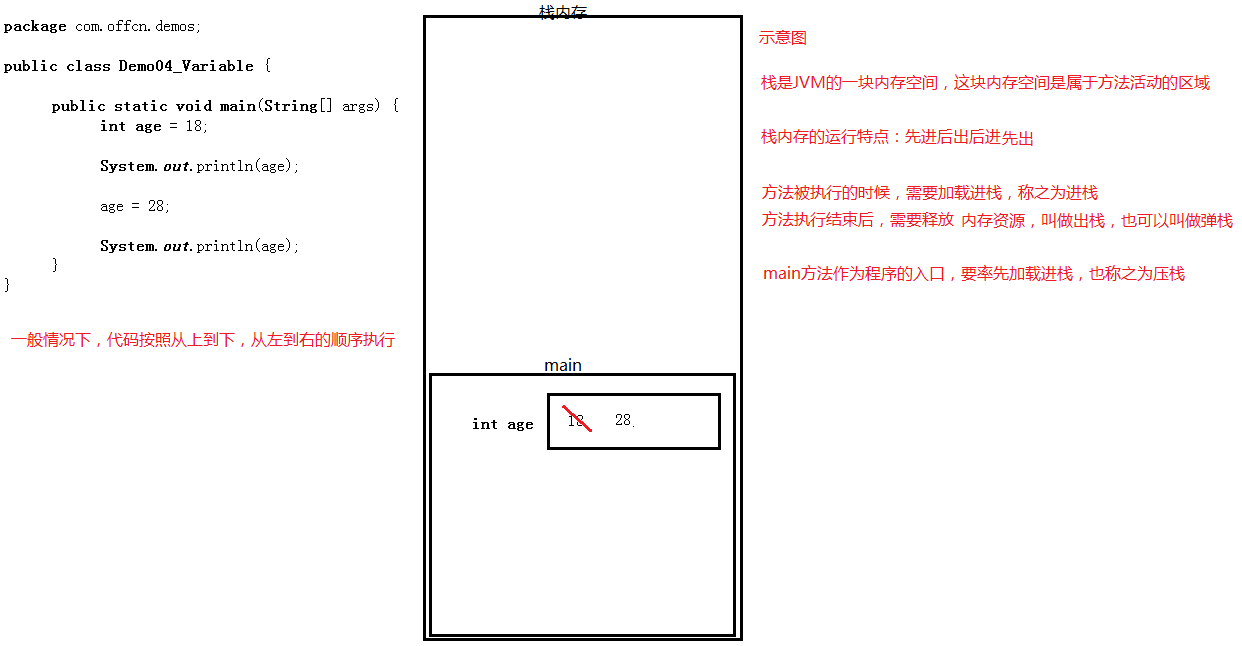 package com.offcn.demos;
public class Demo04_Variable {
public static void main(String[] args) {
int age = 18;
System.out.println(age);
age = 28;
System.out.println(age);
}
}
一般情况下，代码按照从上到下，从左到右的顺序执行
栈内存
main
int age 18 28.
示意图
栈是JVM的一块内存空间，这块内存空间是属于方法活动的区域
栈内存的运行特点：先进后出后进先出
方法被执行的时候，需要加载进栈，称之为进栈
方法执行结束后，需要释放 内存资源，叫做出栈，也可以叫做弹栈
main方法作为程序的入口，要率先加载进栈，也称之为压栈